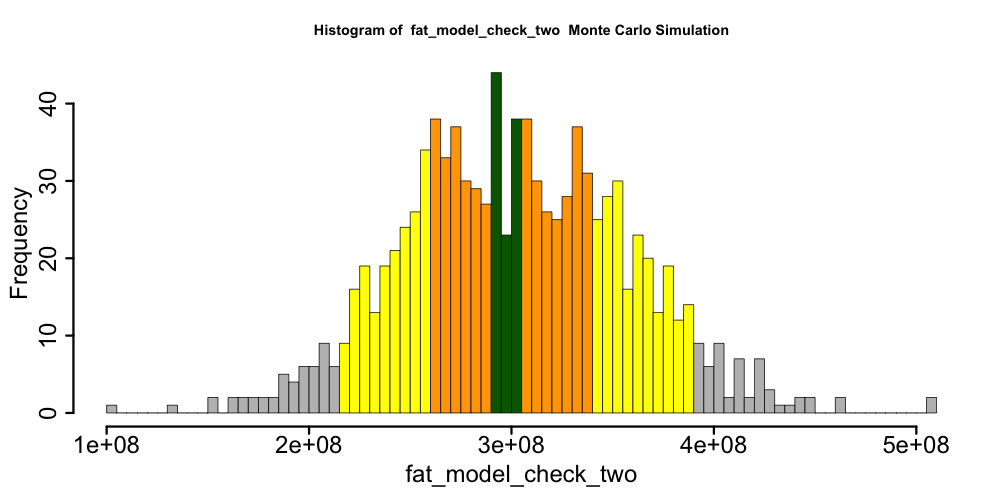 Histogram of  fat_model_check_two  Monte Carlo Simulation
Frequency
40
30
20
10
0
1e+08 2e+08 3e+08 4e+08 5e+08
fat_model_check_two